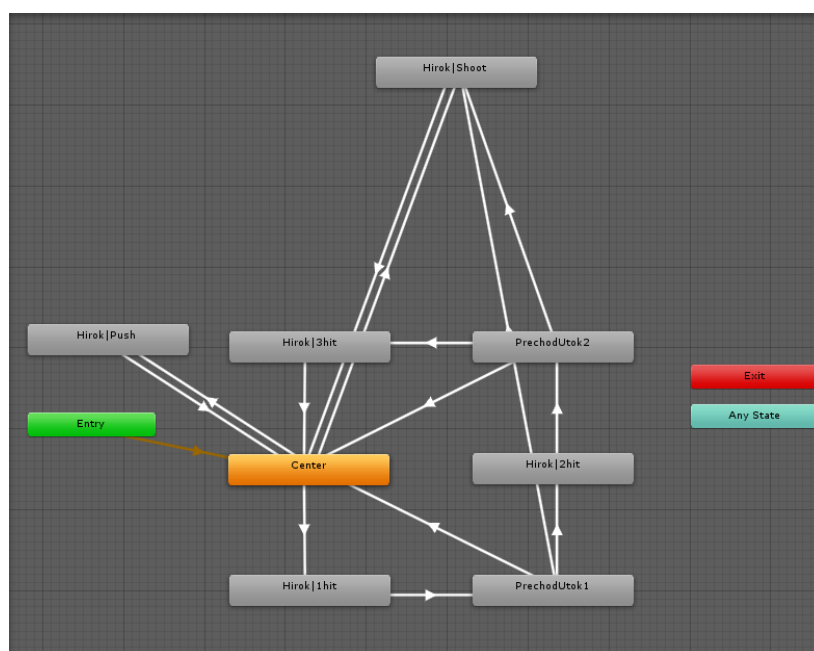 Hirok|Shoot
Hirok|Push
Hirok|3hit
PrechodUtok2
Exit
Entry
Any State
Center
Hirok|2hit
Hirok|1hit
PrechodUtok1